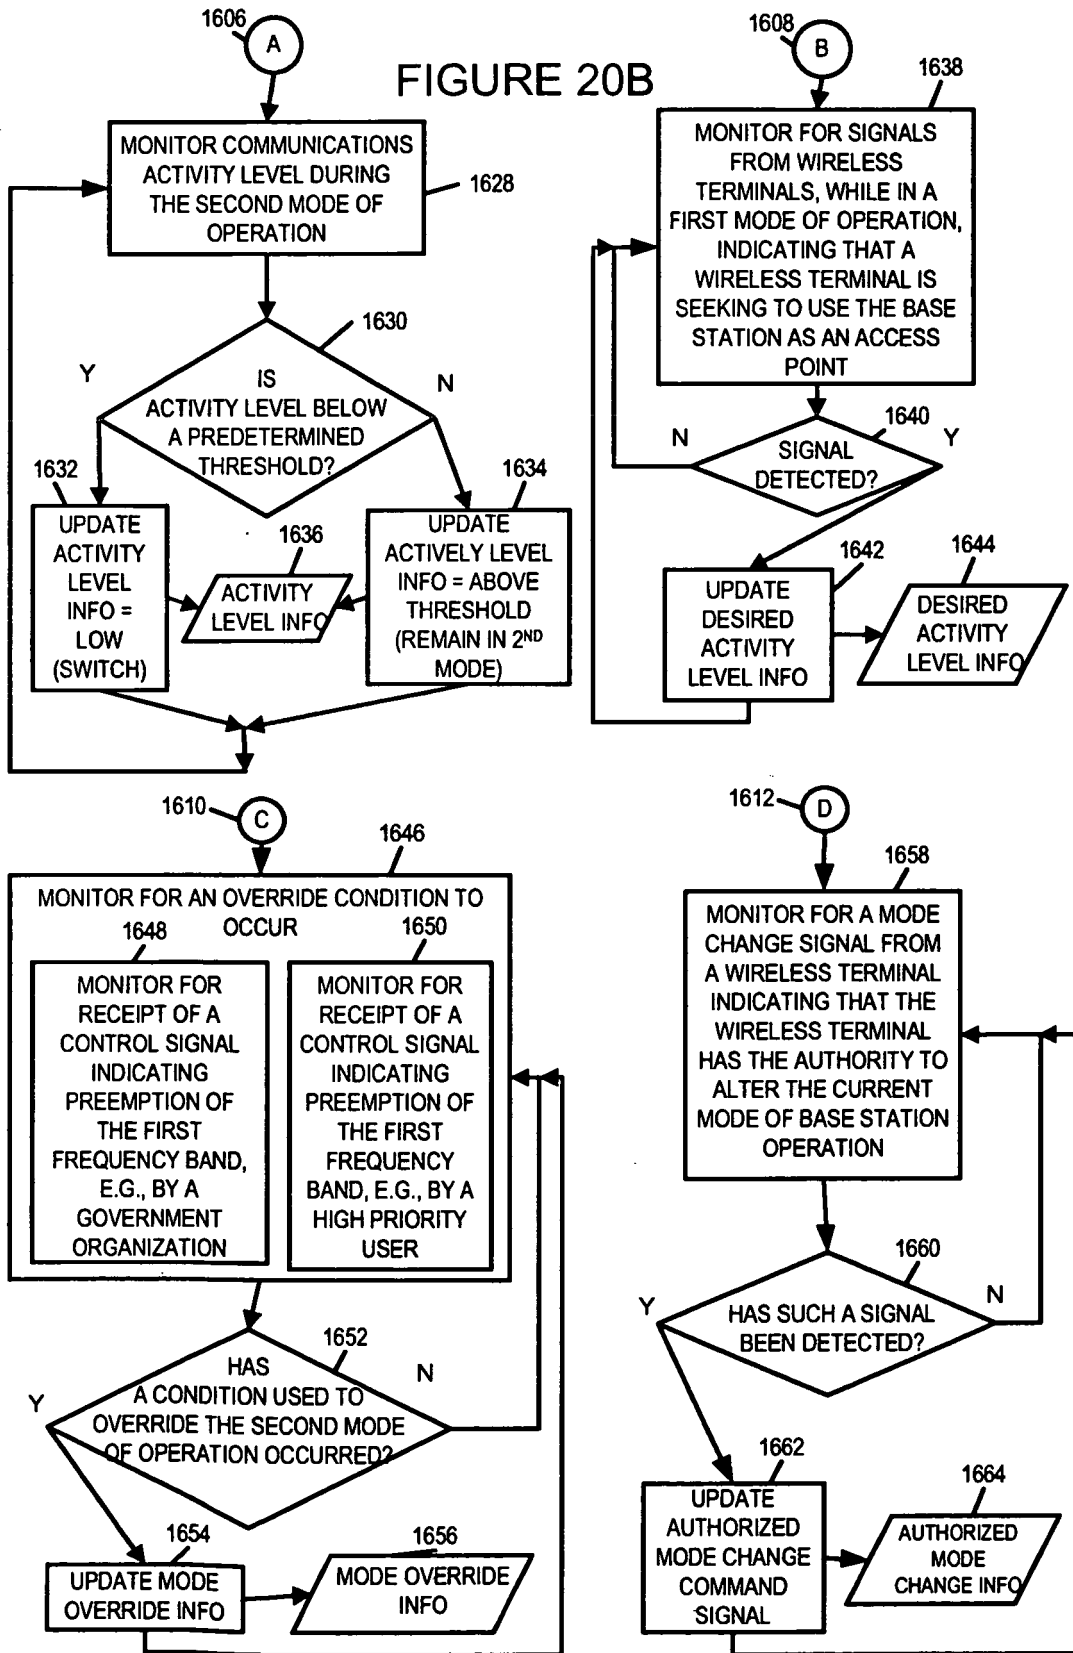 FIGURE 20B
1606
A
MONITOR COMMUNICATIONS
ACTIVITY LEVEL DURING
THE SECOND MODE OF
OPERATION
1628
1630
Y
N
IS
ACTIVITY LEVEL BELOW
A PREDETERMINED
THRESHOLD?
1632
UPDATE
ACTIVITY
LEVEL
INFO =
LOW
(SWITCH)
1636
ACTIVITY
LEVEL INFO
1634
UPDATE
ACTIVELY LEVEL
INFO = ABOVE
THRESHOLD
(REMAIN IN 2ND
MODE)
1608
B
1638
MONITOR FOR SIGNALS
FROM WIRELESS
TERMINALS, WHILE IN A
FIRST MODE OF OPERATION,
INDICATING THAT A
WIRELESS TERMINAL IS
SEEKING TO USE THE BASE
STATION AS AN ACCESS
POINT
1640
N
Y
SIGNAL
DETECTED?
1642
UPDATE
DESIRED
ACTIVITY
LEVEL INFO
1644
DESIRED
ACTIVITY
LEVEL INFO
1610
C
1646
MONITOR FOR AN OVERRIDE CONDITION TO
OCCUR
1648
MONITOR FOR
RECEIPT OF A
CONTROL SIGNAL
INDICATING
PREEMPTION OF
THE FIRST
FREQUENCY BAND,
E.G., BY A
GOVERNMENT
ORGANIZATION
1650
MONITOR FOR
RECEIPT OF A
CONTROL SIGNAL
INDICATING
PREEMPTION OF
THE FIRST
FREQUENCY
BAND, E.G., BY A
HIGH PRIORITY
USER
1652
Y
N
HAS
A CONDITION USED TO
OVERRIDE THE SECOND MODE
OF OPERATION OCCURRED?
1654
UPDATE MODE
OVERRIDE INFO
1656
MODE OVERRIDE
INFO
1612
D
1658
MONITOR FOR A MODE
CHANGE SIGNAL FROM
A WIRELESS TERMINAL
INDICATING THAT THE
WIRELESS TERMINAL
HAS THE AUTHORITY TO
ALTER THE CURRENT
MODE OF BASE STATION
OPERATION
1660
Y
N
HAS SUCH A SIGNAL
BEEN DETECTED?
1662
UPDATE
AUTHORIZED
MODE CHANGE
COMMAND
SIGNAL
1664
AUTHORIZED
MODE
CHANGE INFO